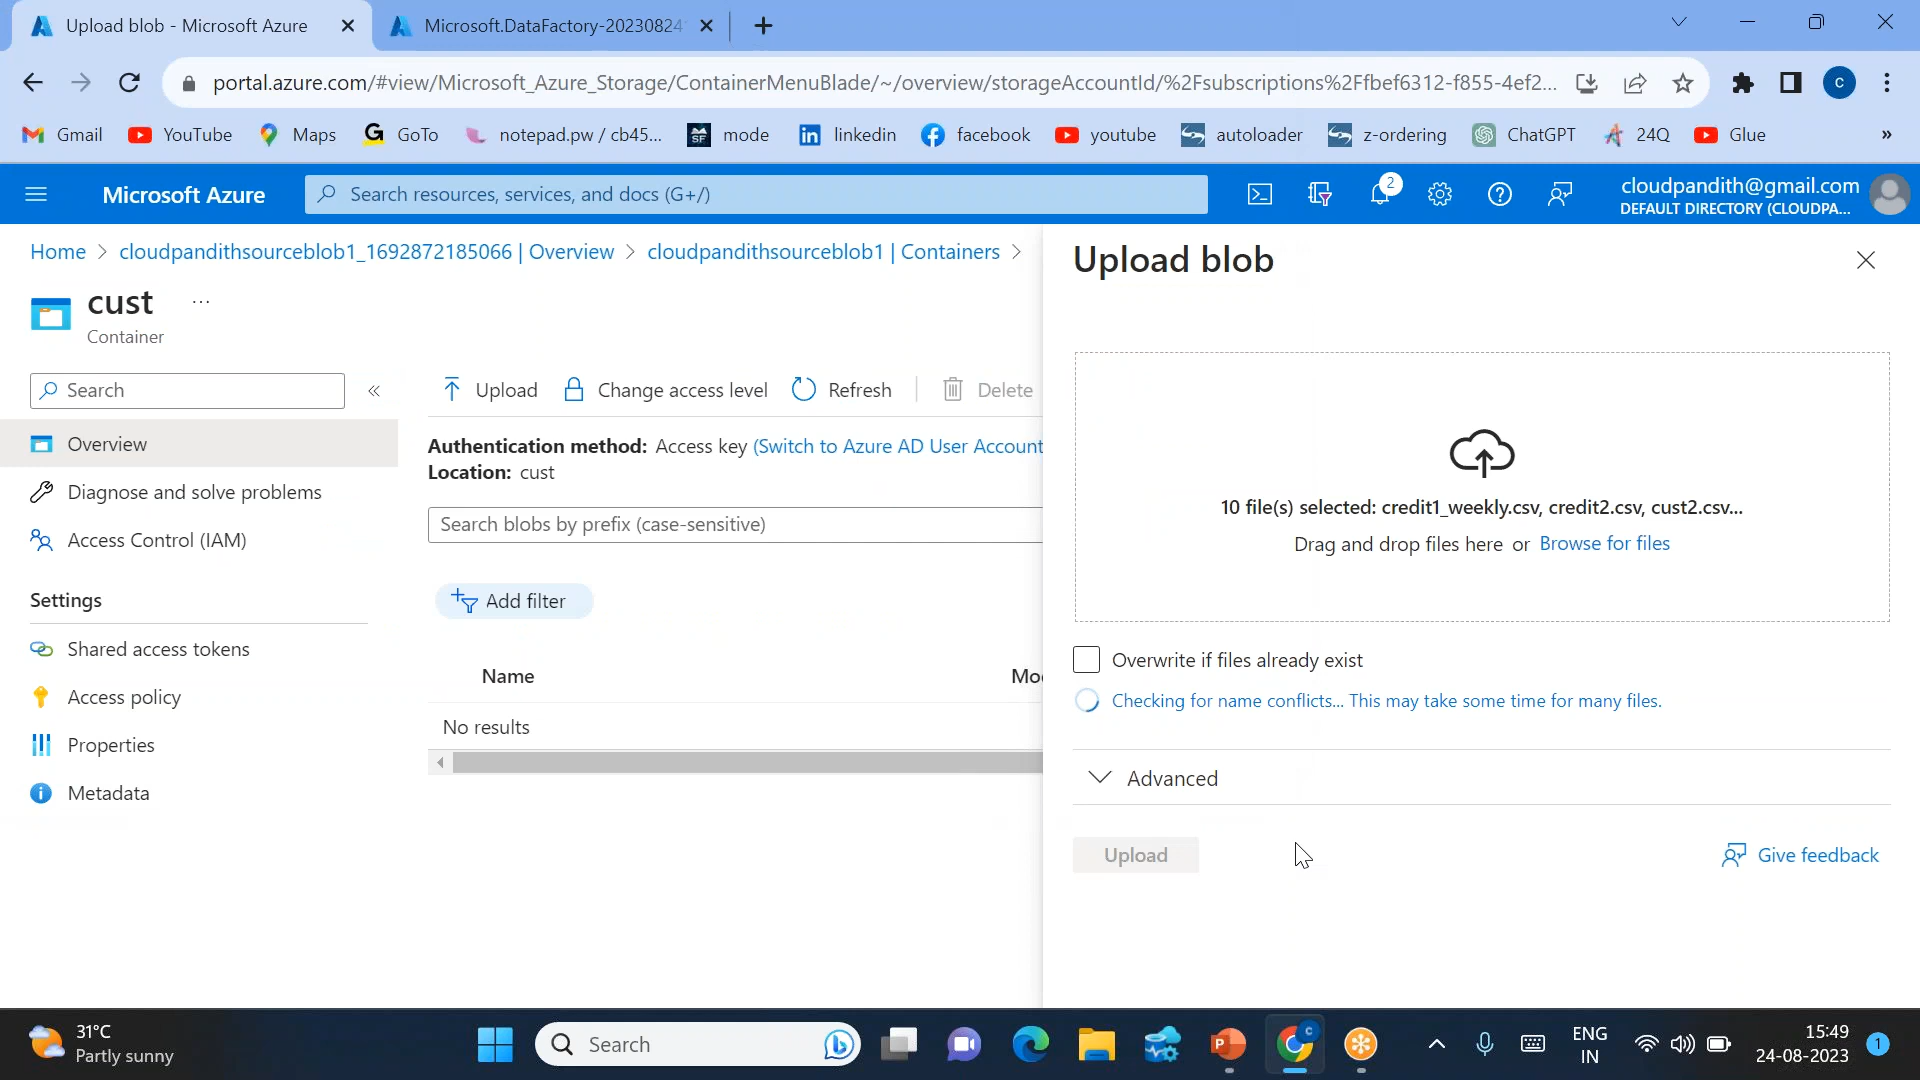 Upload blob - Microsoft Azure
Microsoft.DataFactory-20230824
portal.azure.com/#view/Microsoft_Azure_Storage/ContainerMenuBlade/~/overview/storageAccountId/%2Fsubscriptions%2Ffbef6312-f855-4ef2...
C
Gmail YouTube Maps GoTo notepad.pw / cb45... mode linkedin facebook youtube autoloader z-ordering ChatGPT 24Q Glue »
Microsoft Azure
Search resources, services, and docs (G+/)
2
cloudpandith@gmail.com
DEFAULT DIRECTORY (CLOUDPA...
Home > cloudpandithsourceblob1_1692872185066 | Overview > cloudpandithsourceblob1 | Containers >
cust ...
Container
Search «
Overview
Diagnose and solve problems
Access Control (IAM)
Settings
Shared access tokens
Access policy
Properties
Metadata
Upload Change access level Refresh Delete
Authentication method: Access key (Switch to Azure AD User Account
Location: cust
Search blobs by prefix (case-sensitive)
Add filter
Name
No results
Upload blob
10 file(s) selected: credit1_weekly.csv, credit2.csv, cust2.csv...
Drag and drop files here or Browse for files
Overwrite if files already exist
Checking for name conflicts... This may take some time for many files.
Advanced
Upload
Give feedback
31°C
Partly sunny
Search
ENG
IN
15:49
24-08-2023
1